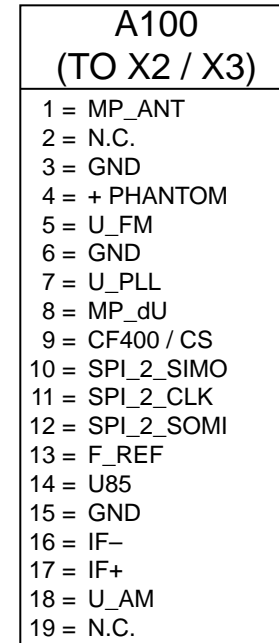 A100
(TO X2 / X3)
1 = MP_ANT
2 = N.C.
3 = GND
4 = + PHANTOM
5 = U_FM
6 = GND
7 = U_PLL
8 = MP_dU
9 = CF400 / CS
10 = SPI_2_SIMO
11 = SPI_2_CLK
12 = SPI_2_SOMI
13 = F_REF
14 = U85
15 = GND
16 = IF–
17 = IF+
18 = U_AM
19 = N.C.